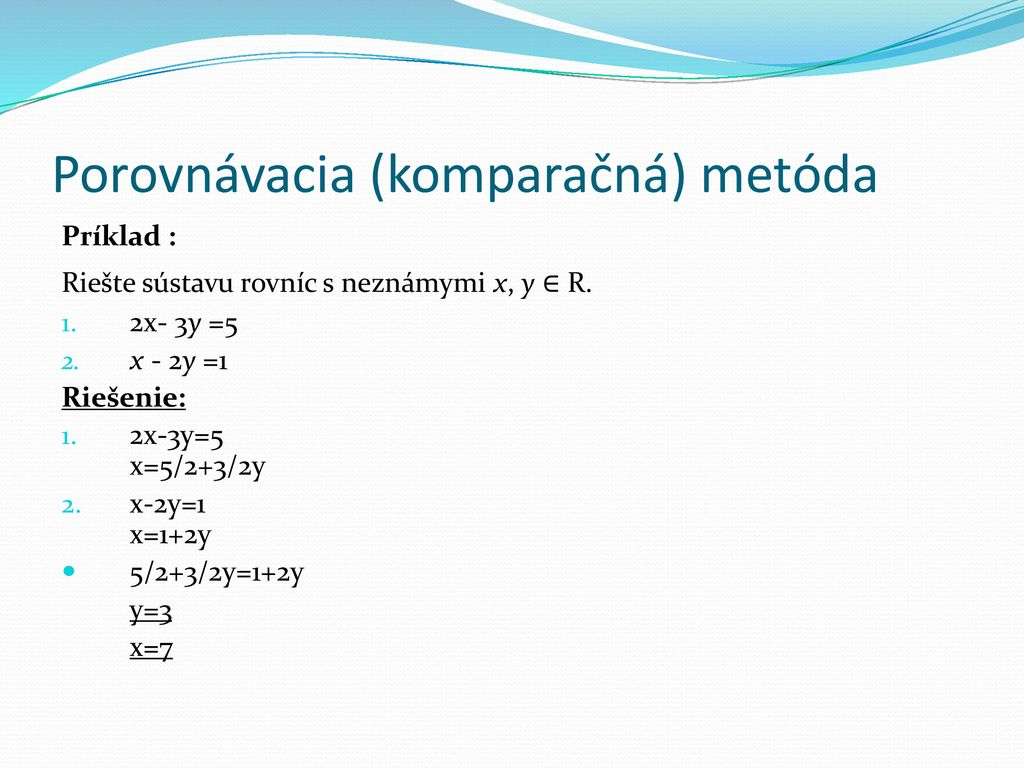 Porovnávacia (komparačná) metóda
Príklad :
Riešte sústavu rovníc s neznámymi x, y ∈ R.
1. 2x- 3y =5
2. x - 2y =1
Riešenie:
1. 2x-3y=5
x=5/2+3/2y
2. x-2y=1
x=1+2y
• 5/2+3/2y=1+2y
y=3
x=7